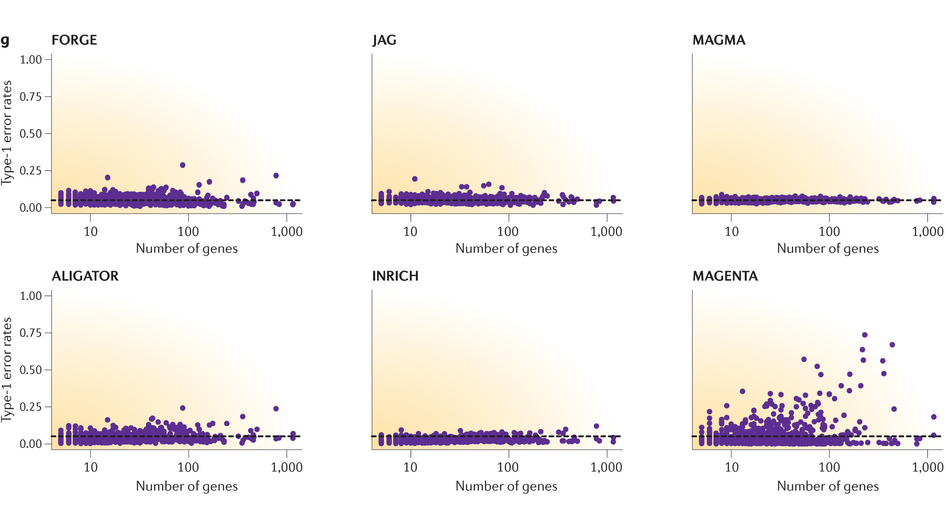 g
FORGE
JAG
MAGMA
Type-1 error rates
1.00
0.75
0.50
0.25
0.00
10
100
1,000
Number of genes
10
100
1,000
Number of genes
10
100
1,000
Number of genes
ALIGATOR
INRICH
MAGENTA
Type-1 error rates
1.00
0.75
0.50
0.25
0.00
10
100
1,000
Number of genes
10
100
1,000
Number of genes
10
100
1,000
Number of genes